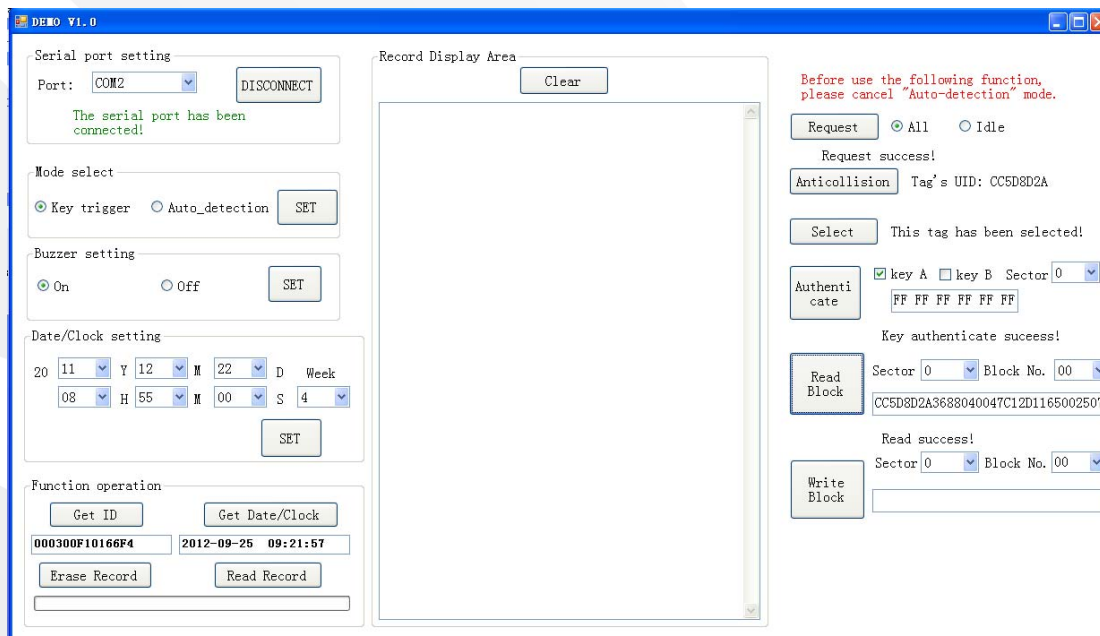 DEMO V1.0
Serial port setting
Port: COM2 DISCONNECT
The serial port has been
connected!
Mode select
Key trigger Auto_detection SET
Buzzer setting
On Off SET
Date/Clock setting
20 11 Y 12 M 22 D Week
08 H 55 M 00 S 4
SET
Function operation
Get ID Get Date/Clock
000300F10166F4 2012-09-25 09:21:57
Erase Record Read Record
Record Display Area
Clear
Before use the following function,
please cancel "Auto-detection" mode.
Request All Idle
Request success!
Anticollision Tag's UID: CC5D8D2A
Select This tag has been selected!
Authenti
cate
key A key B Sector 0
FF FF FF FF FF FF
Key authenticate suceess!
Read
Block
Sector 0 Block No. 00
CC5D8D2A3688040047C12D1165002507
Read success!
Write
Block
Sector 0 Block No. 00